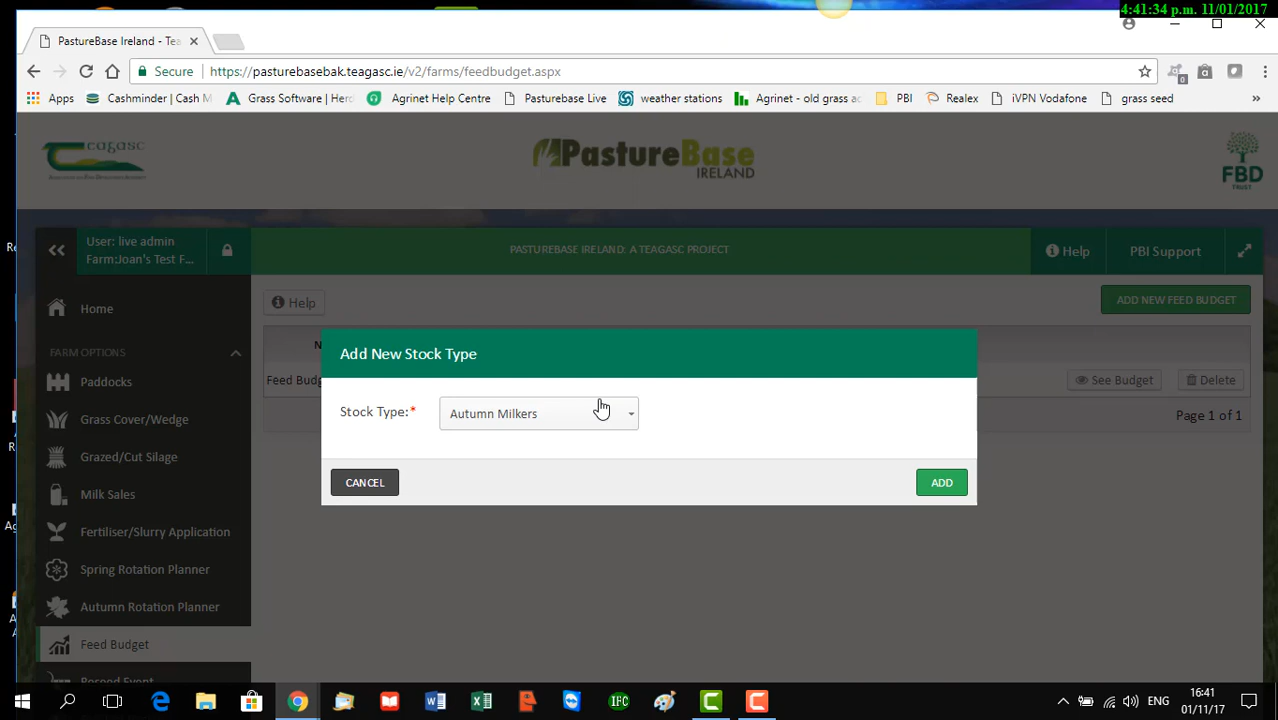 4:41:34 p.m. 11/01/2017
PastureBase Ireland - Tea
Secure
https://pasturebasebak.teagasc.ie/v2/farms/feedbudget.aspx
Apps
Cashminder | Cash M
Grass Software | Herd
Agrinet Help Centre
Pasturebase Live
weather stations
Agrinet - old grass ac
PBI
Realex
iVPN Vodafone
grass seed
»
teagasc
PastureBase
IRELAND
FBD
TRUST
User: live admin
Farm:Joan's Test F...
PASTUREBASE IRELAND: A TEAGASC PROJECT
Help
PBI Support
Home
Help
ADD NEW FEED BUDGET
FARM OPTIONS
N
Add New Stock Type
Paddocks
Feed Budg
See Budget
Delete
Stock Type:*
Autumn Milkers
Grass Cover/Wedge
Page 1 of 1
Grazed/Cut Silage
CANCEL
ADD
Milk Sales
Fertiliser/Slurry Application
Spring Rotation Planner
Autumn Rotation Planner
Feed Budget
IFC
ENG
16:41
01/11/17